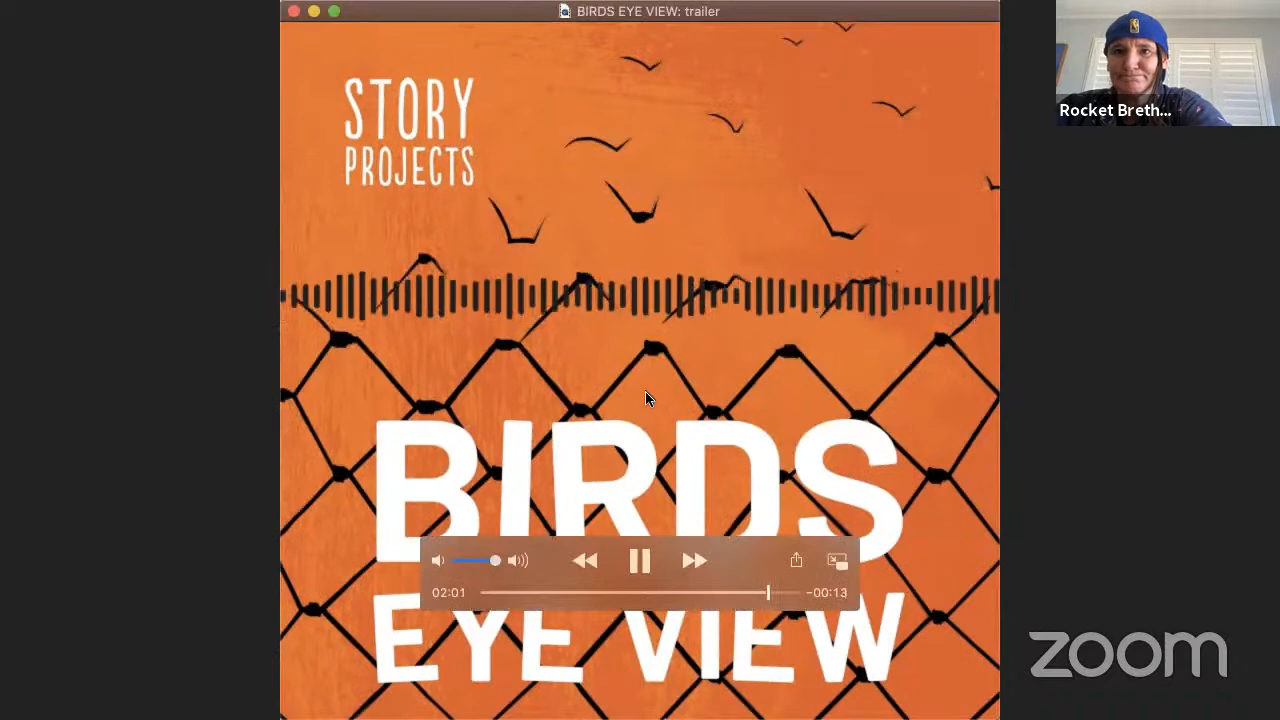 BIRDS EYE VIEW: trailer
STORY
PROJECTS
Rocket Breth...
BIRDS
02:01
-00:13
EYE VIEW
zoom